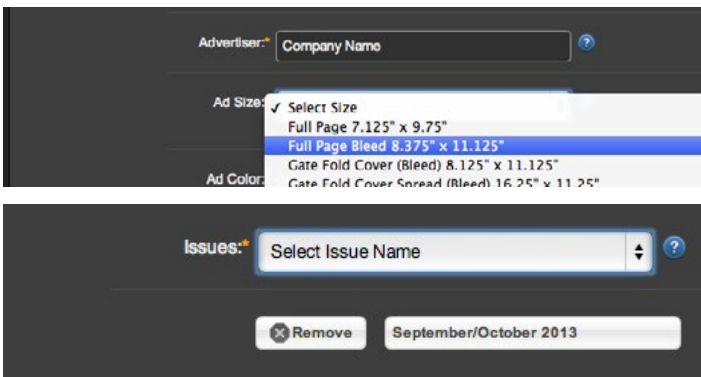 Advertiser:* Company Name ?
Ad Size: ✓ Select Size
Full Page 7.125" x 9.75"
Full Page Bleed 8.375" x 11.125"
Gate Fold Cover (Bleed) 8.125" x 11.125"
Ad Color: Gate Fold Cover Spread (Bleed) 16.25" x 11.25"
Issues:* Select Issue Name ?
Remove September/October 2013